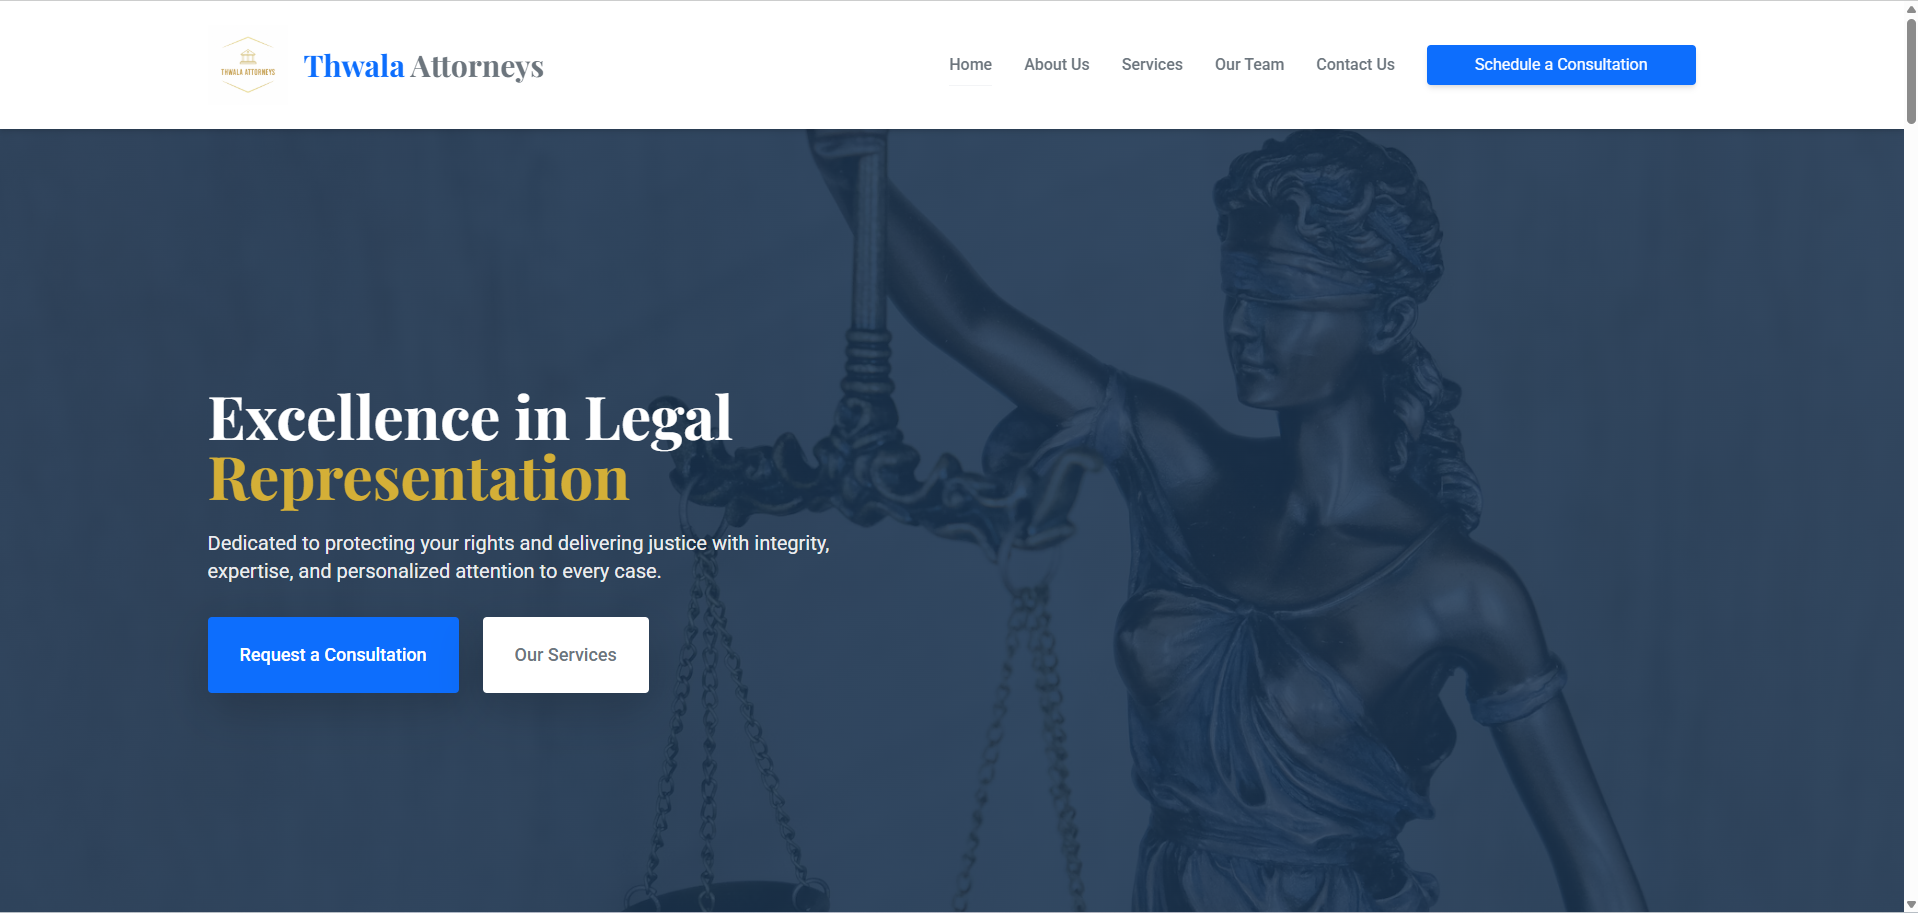 THWALA ATTORNEYS
Thwala Attorneys
Home
About Us
Services
Our Team
Contact Us
Schedule a Consultation
Excellence in Legal
Representation
Dedicated to protecting your rights and delivering justice with integrity,
expertise, and personalized attention to every case.
Request a Consultation
Our Services